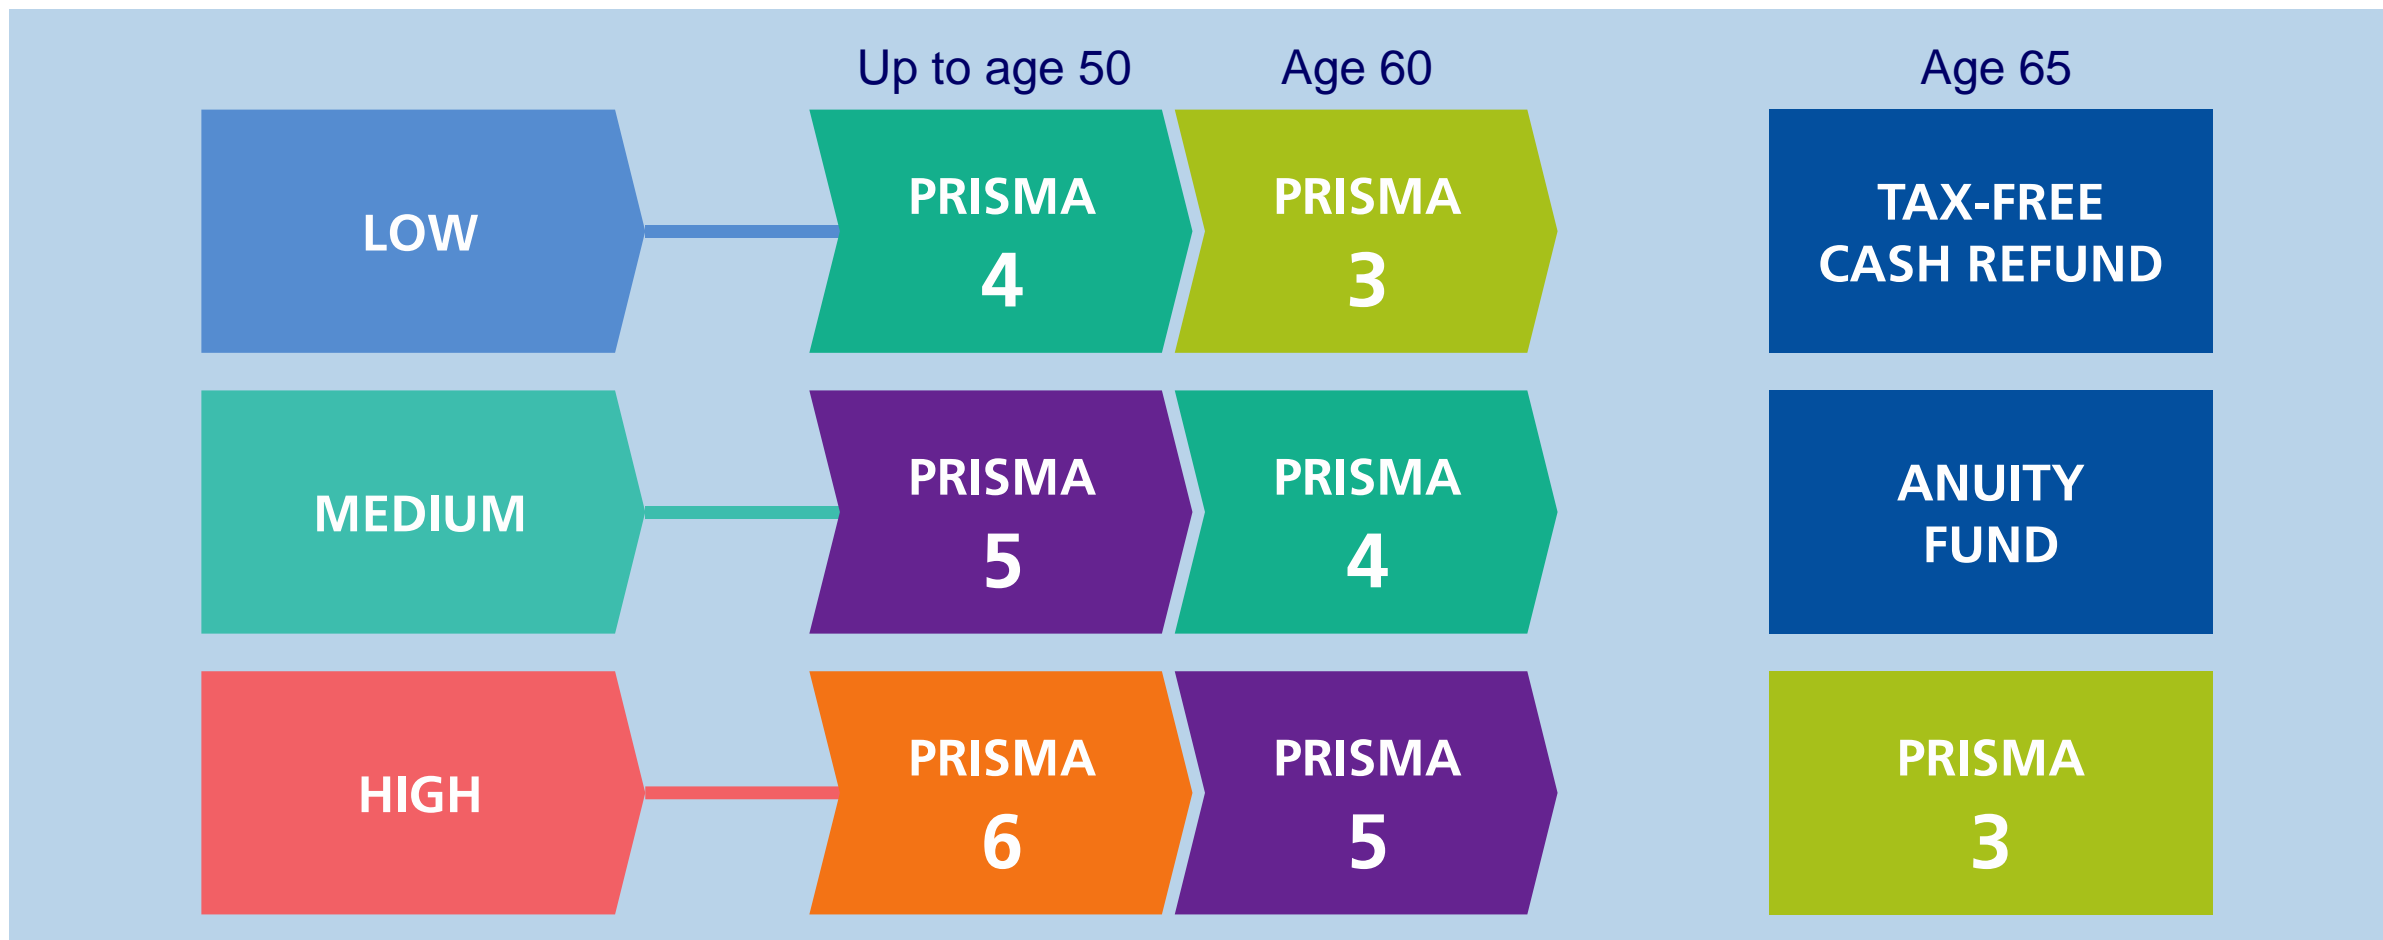 Up to age 50
Age 60
Age 65
LOW
PRISMA
4
PRISMA
3
TAX-FREE
CASH REFUND
MEDIUM
PRISMA
5
PRISMA
4
ANUITY
FUND
HIGH
PRISMA
6
PRISMA
5
PRISMA
3